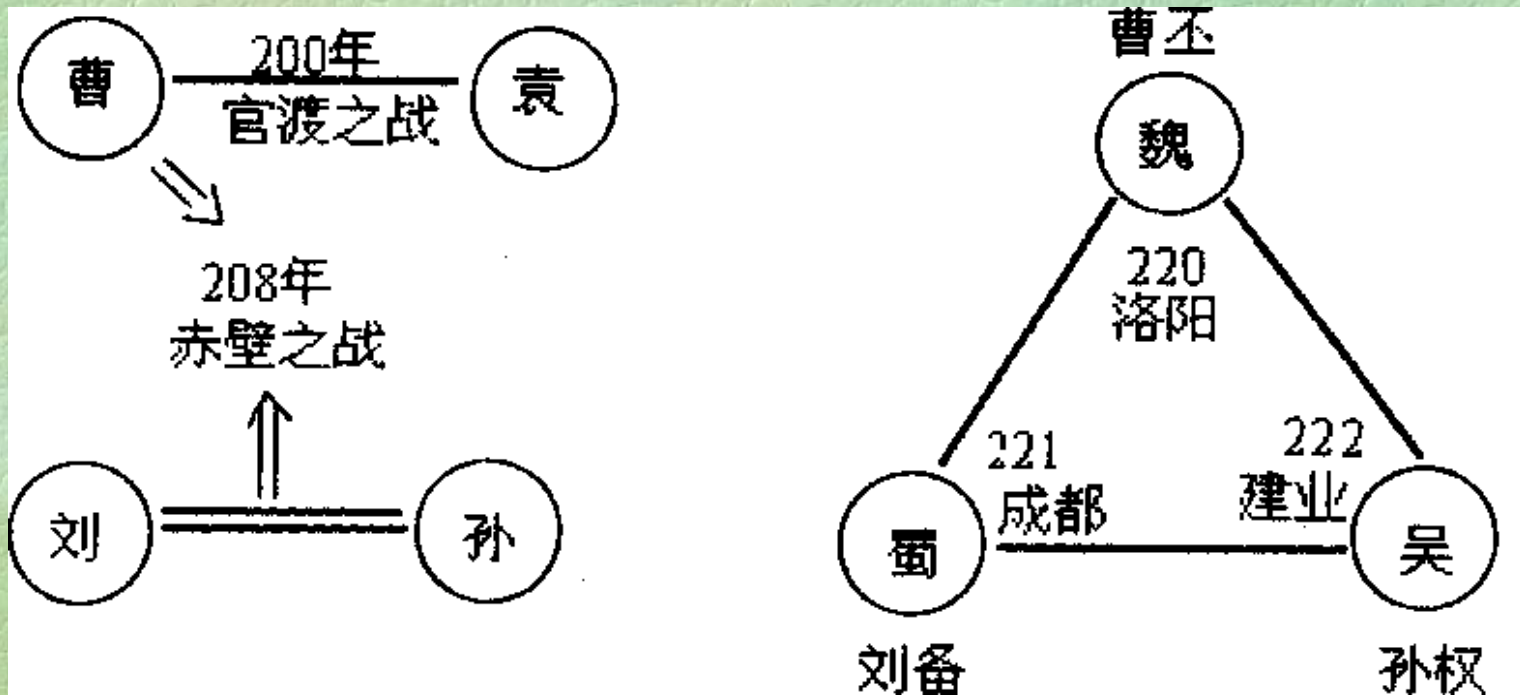 曹
200年
官渡之战
袁
208年
赤壁之战
刘
孙
曹丕
魏
220
洛阳
221
成都
222
建业
蜀
吴
刘备
孙权